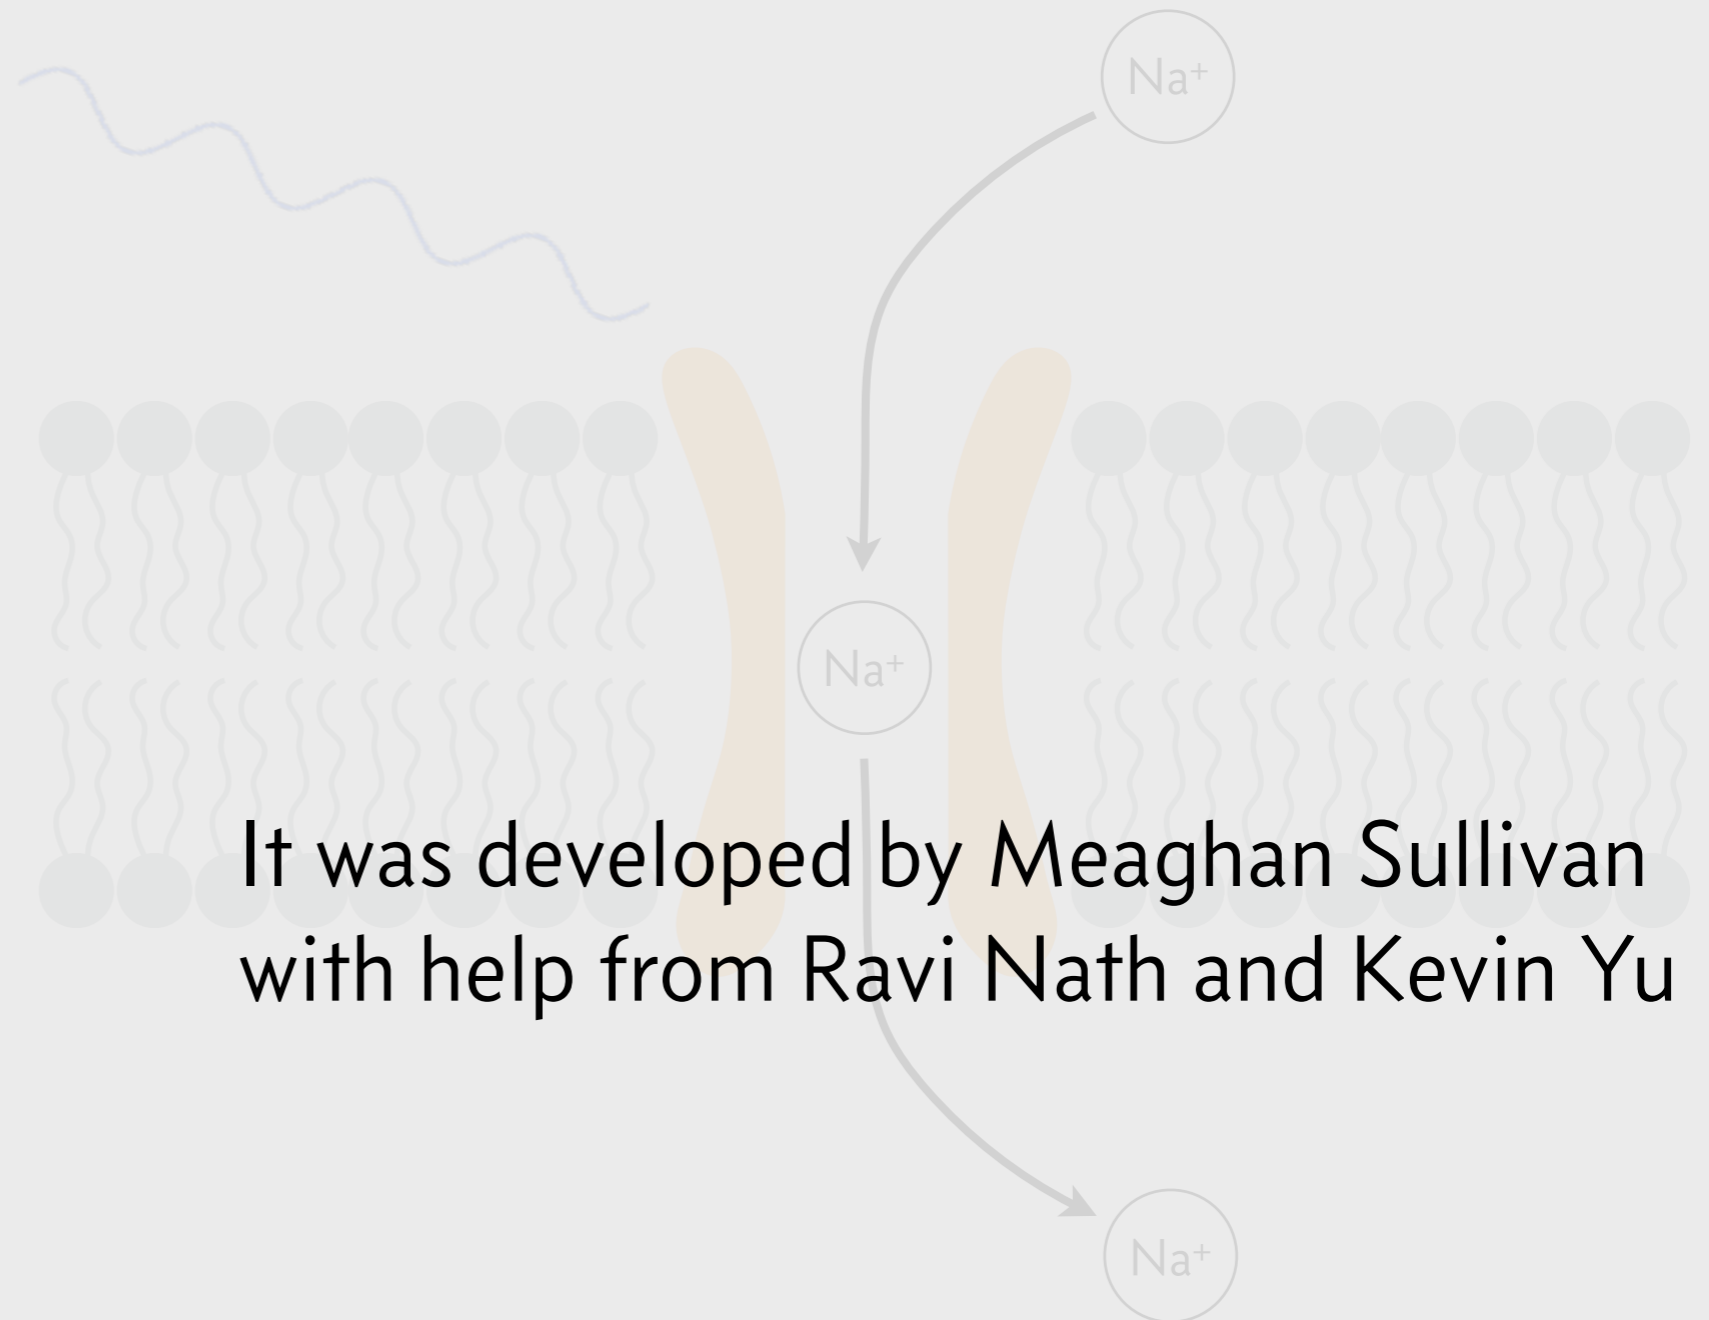 Na⁺
Na⁺
It was developed by Meaghan Sullivan
with help from Ravi Nath and Kevin Yu
Na⁺